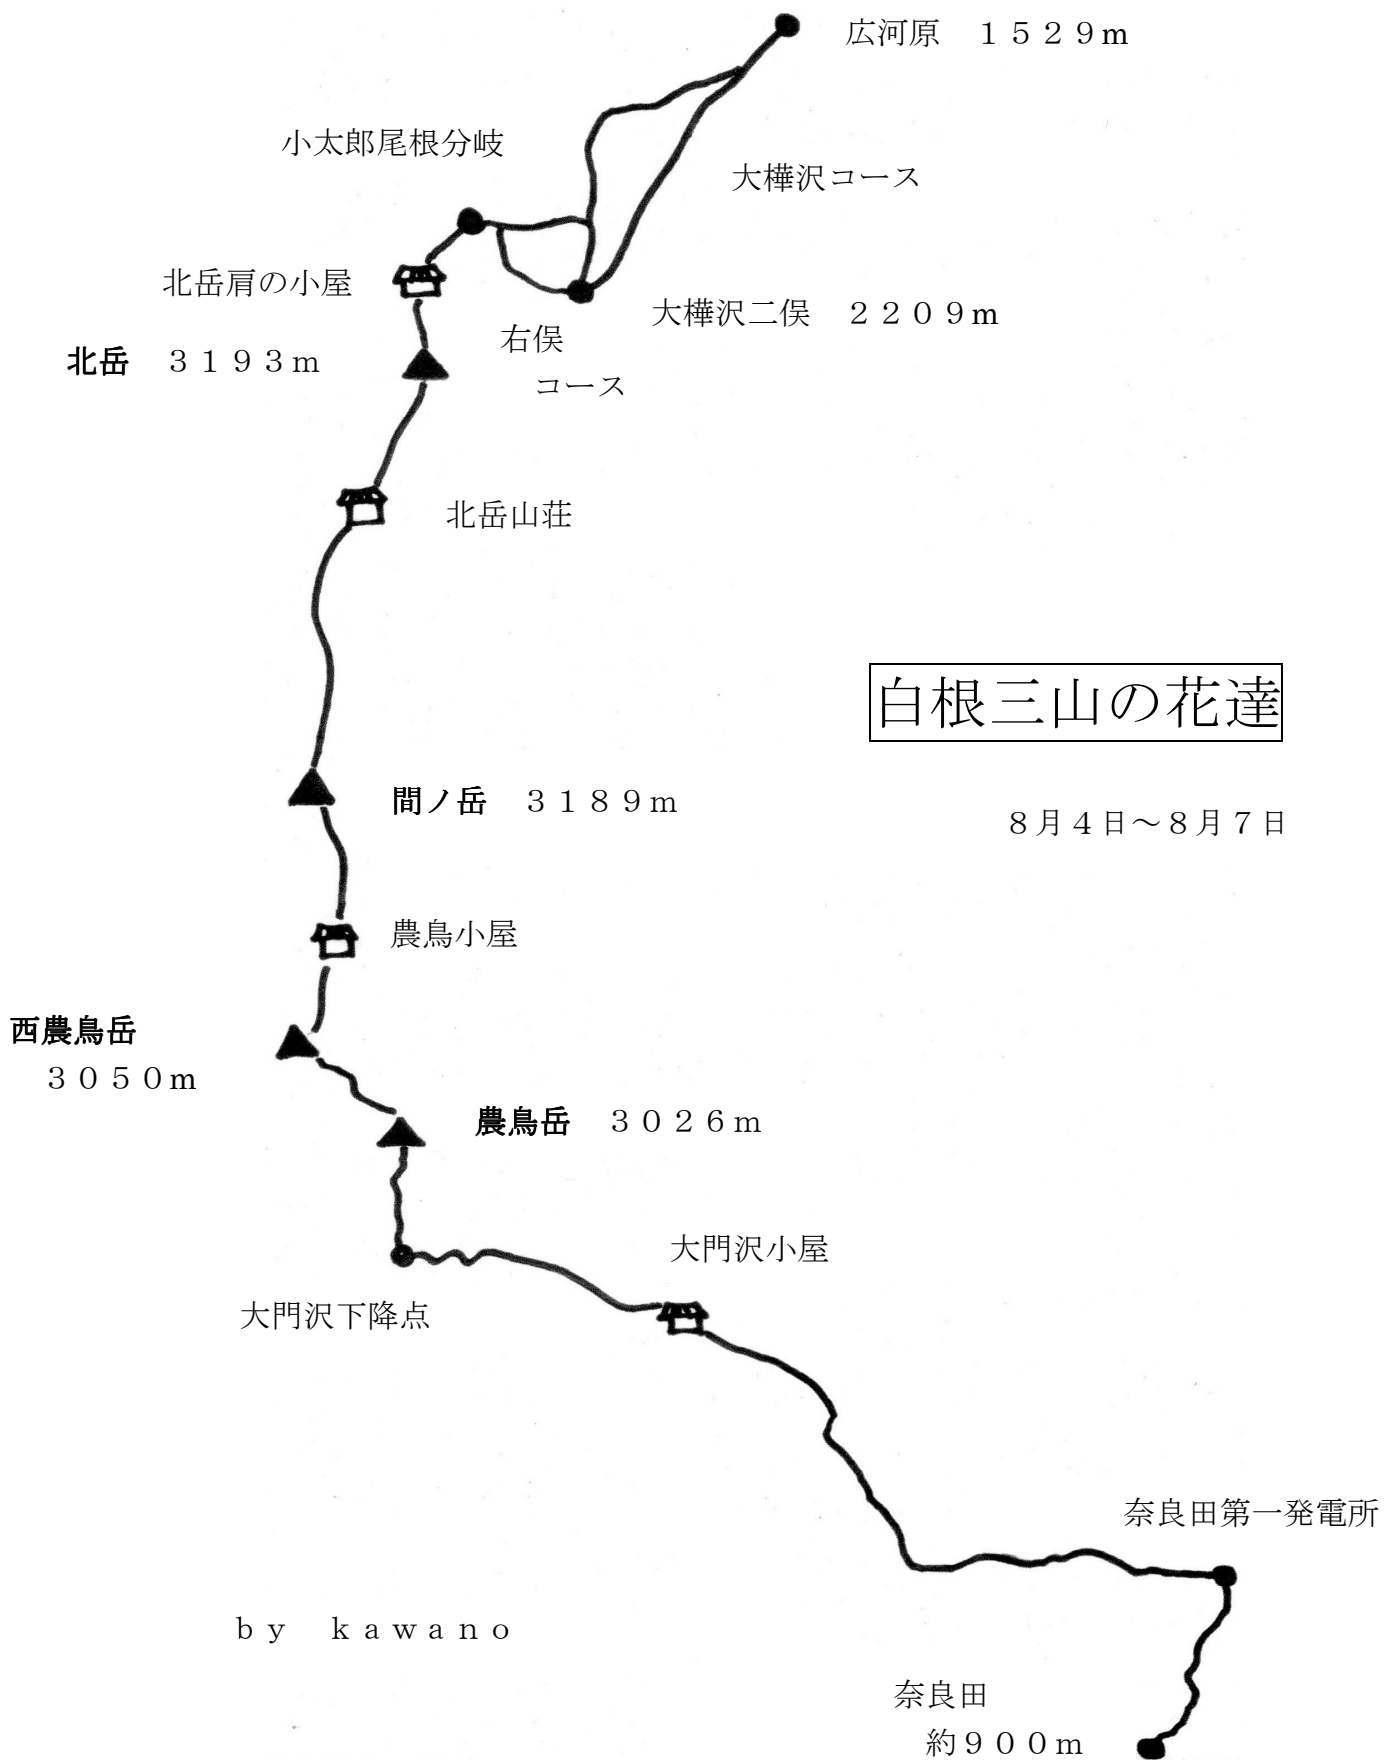 広河原　１５２９ｍ
小太郎尾根分岐
大樺沢コース
北岳肩の小屋
大樺沢二俣　２２０９ｍ
右俣
コース
北岳　３１９３ｍ
北岳山荘
白根三山の花達
間ノ岳　３１８９ｍ
８月４日～８月７日
農鳥小屋
西農鳥岳
３０５０ｍ
農鳥岳　３０２６ｍ
大門沢小屋
大門沢下降点
奈良田第一発電所
ｂｙ　ｋａｗａｎｏ
奈良田
約９００ｍ